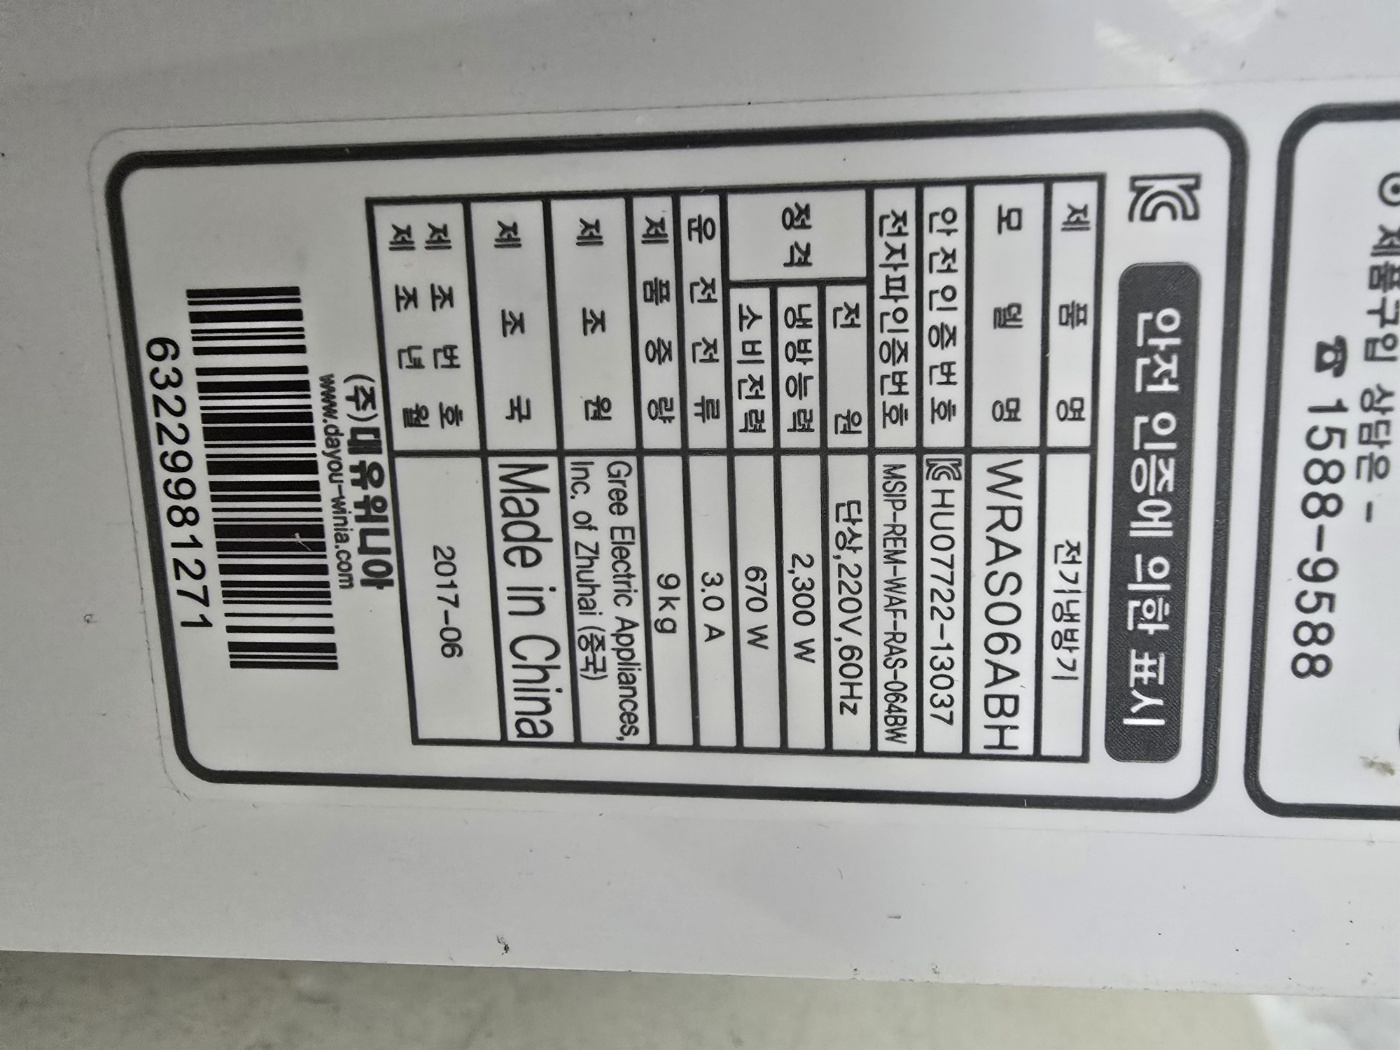 제품구입 상담은 -
☎ 1588-9588
안전 인증에 의한 표시
제 품 명 전기냉방기
모 델 명 WRAS06ABH
안전인증번호 HU07722-13037
전자파인증번호 MSIP-REM-WAF-RAS-064BW
정격 전 원 단상,220V,60Hz
냉방능력 2,300 W
소비전력 670 W
운 전 전 류 3.0 A
제 품 중 량 9kg
제 조 원 Gree Electric Appliances,
Inc. of Zhuhai (중국)
제 조 국 Made in China
제 조 번 호
제 조 년 월 2017-06
(주)대유위니아
www.dayou-winia.com
63229981271